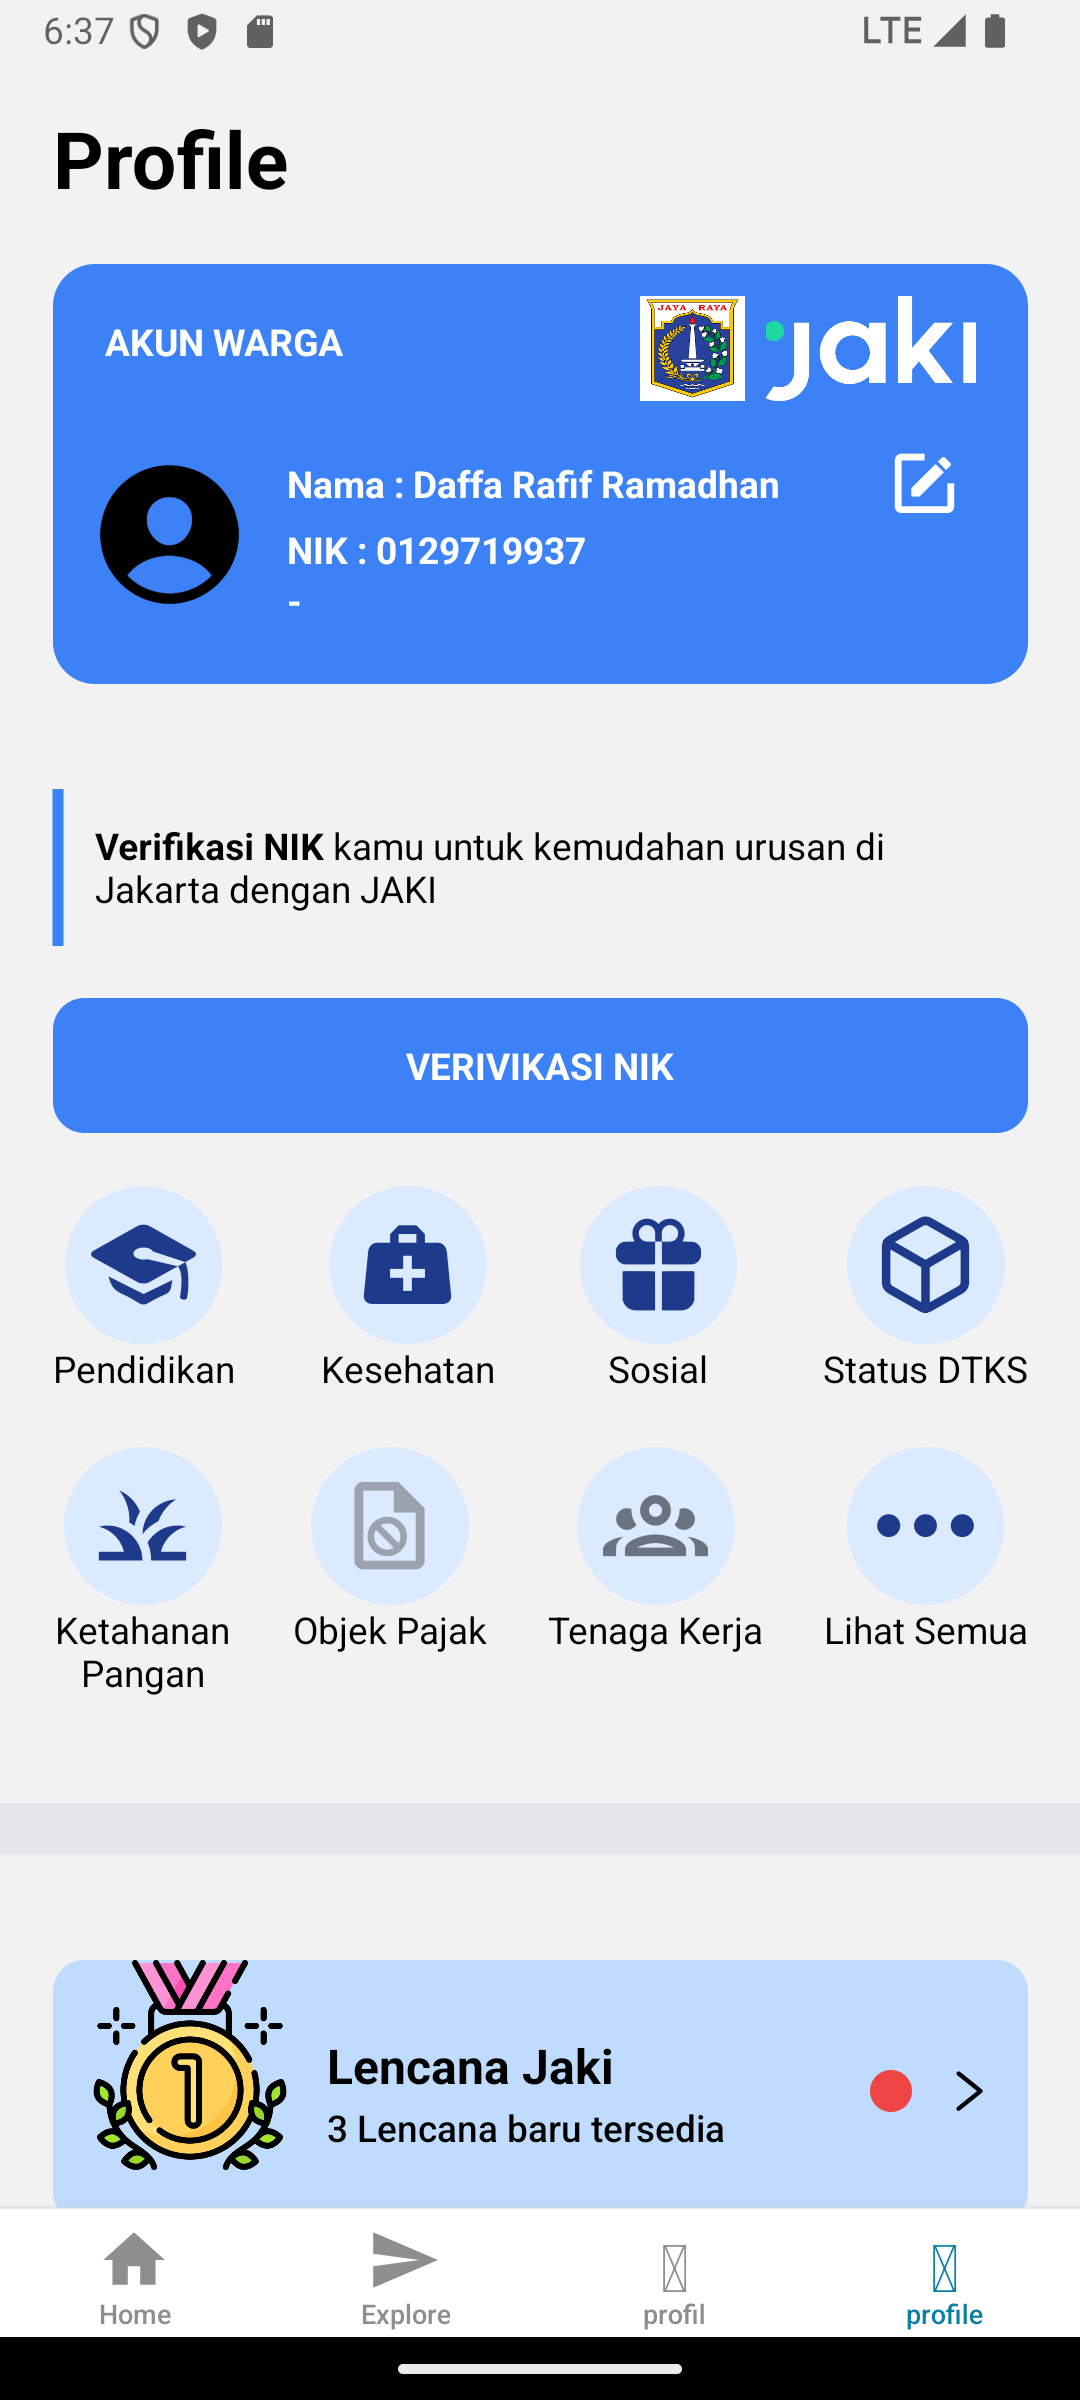 6:37
LTE
Profile
AKUN WARGA
JAYA RAYA
jakı
Nama : Daffa Rafif Ramadhan
NIK : 0129719937
-
Verifikasi NIK kamu untuk kemudahan urusan di
Jakarta dengan JAKI
VERIVIKASI NIK
Pendidikan
Kesehatan
Sosial
Status DTKS
Ketahanan
Pangan
Objek Pajak
Tenaga Kerja
Lihat Semua
1
Lencana Jaki
3 Lencana baru tersedia
Home
Explore
profil
profile